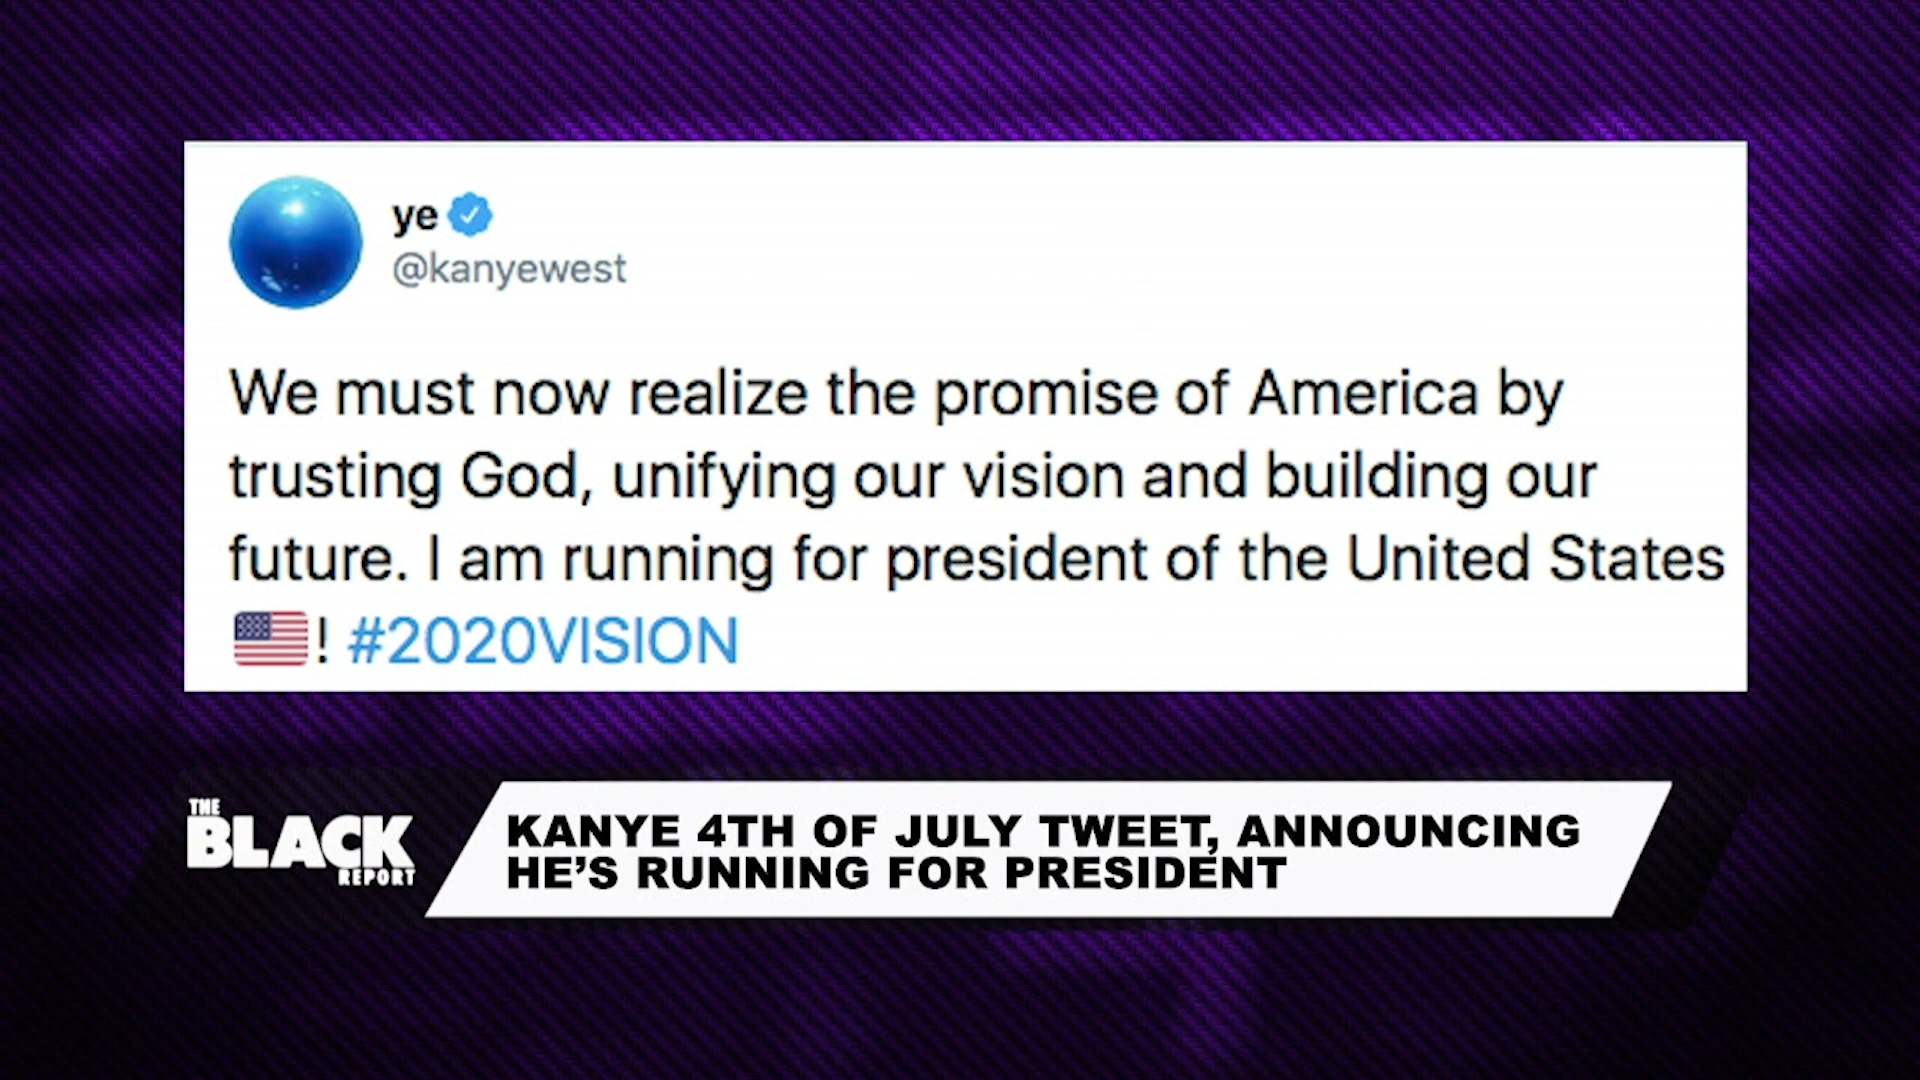 ye
@kanyewest
We must now realize the promise of America by
trusting God, unifying our vision and building our
future. I am running for president of the United States
🇺🇸! #2020VISION
THE
BLACK
REPORT
KANYE 4TH OF JULY TWEET, ANNOUNCING
HE’S RUNNING FOR PRESIDENT